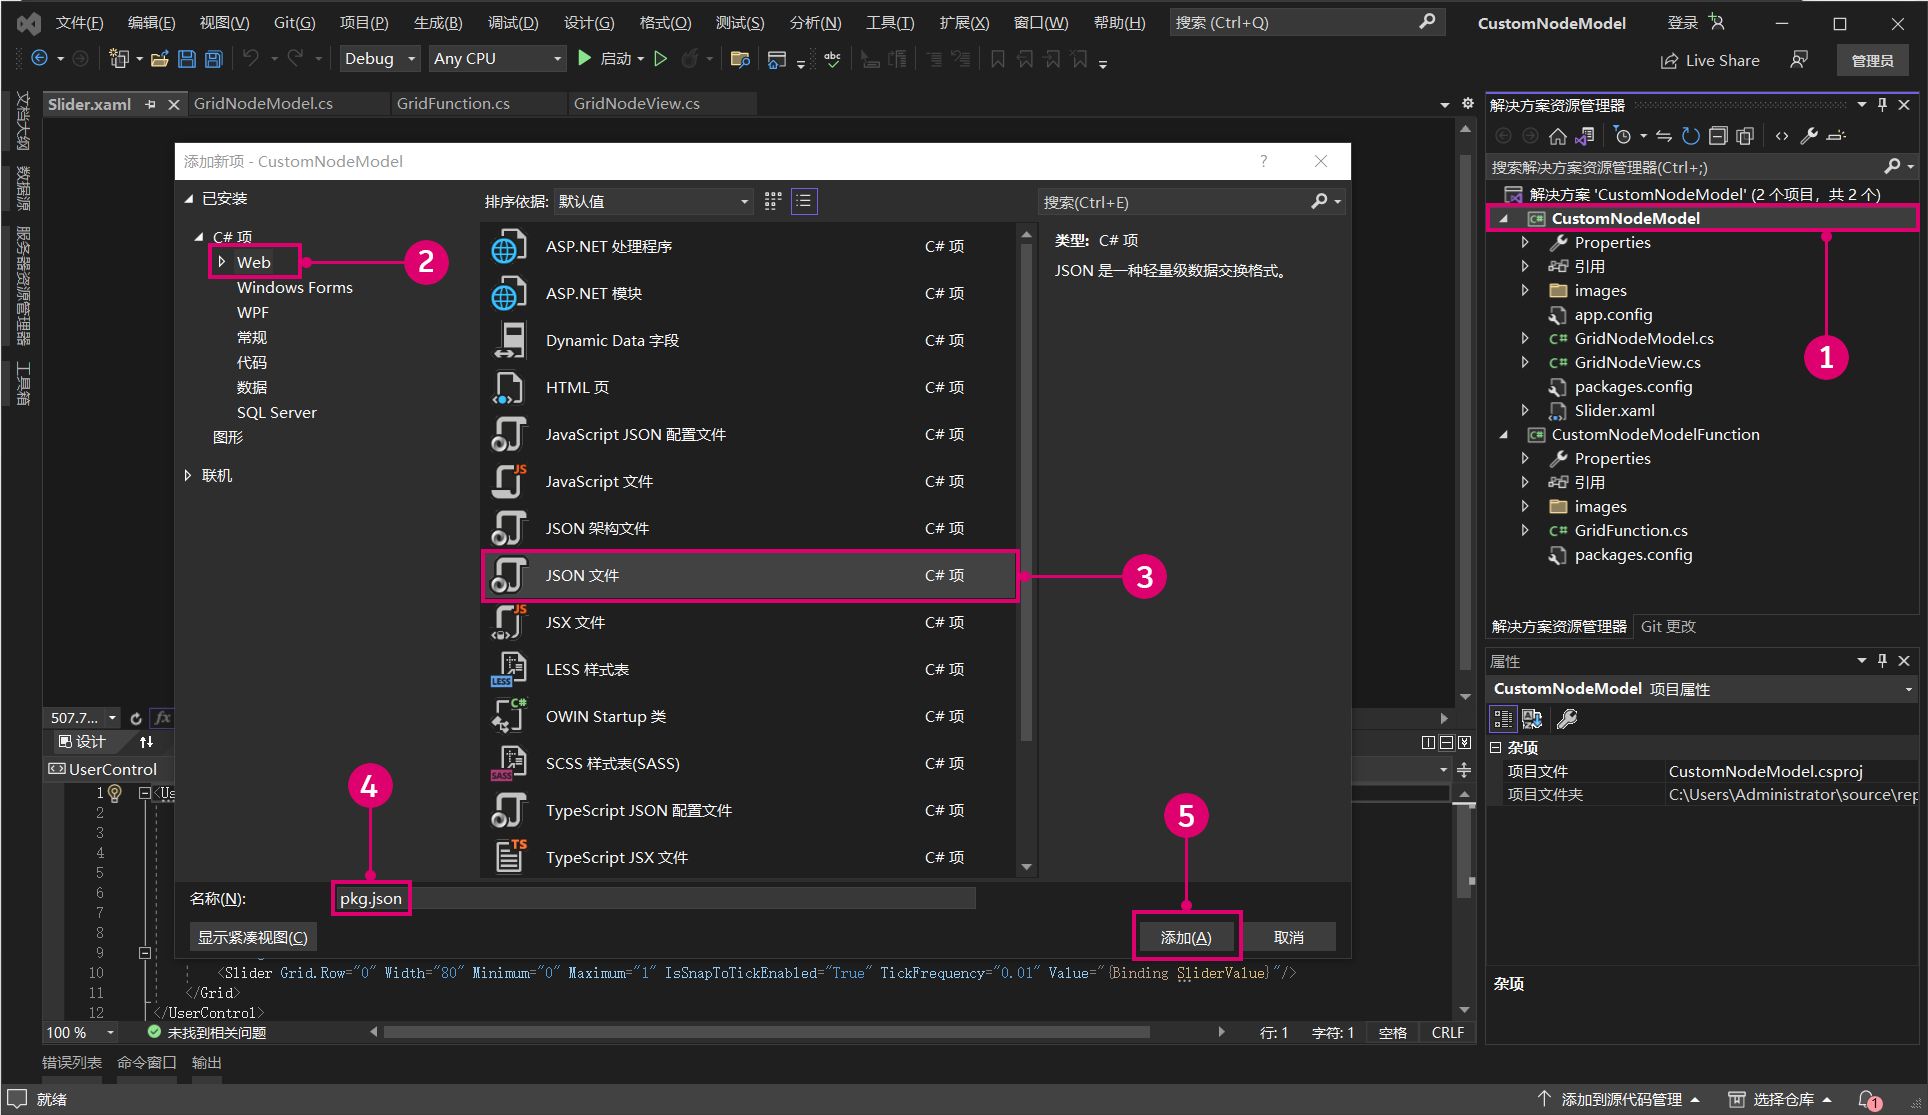 文件(F) 编辑(E) 视图(V) Git(G) 项目(P) 生成(B) 调试(D) 设计(G) 格式(O) 测试(S) 分析(N) 工具(T) 扩展(X) 窗口(W) 帮助(H) 搜索 (Ctrl+Q) CustomNodeModel 登录
Debug Any CPU 启动 Live Share 管理员
Slider.xaml GridNodeModel.cs GridFunction.cs GridNodeView.cs
文档大纲
数据源
服务器资源管理器
工具箱
添加新项 - CustomNodeModel ?
已安装
C# 项
Web
2
Windows Forms
WPF
常规
代码
数据
SQL Server
图形
联机
排序依据: 默认值
搜索(Ctrl+E)
ASP.NET 处理程序 C# 项
ASP.NET 模块 C# 项
Dynamic Data 字段 C# 项
HTML 页 C# 项
JavaScript JSON 配置文件 C# 项
JavaScript 文件 C# 项
JSON 架构文件 C# 项
JSON 文件 C# 项
3
JSX 文件 C# 项
LESS 样式表 C# 项
OWIN Startup 类 C# 项
SCSS 样式表(SASS) C# 项
TypeScript JSON 配置文件 C# 项
TypeScript JSX 文件 C# 项
类型: C# 项
JSON 是一种轻量级数据交换格式。
4
5
名称(N): pkg.json
显示紧凑视图(C) 添加(A) 取消
解决方案资源管理器
搜索解决方案资源管理器(Ctrl+;)
解决方案 'CustomNodeModel' (2 个项目，共 2 个)
CustomNodeModel
1
Properties
引用
images
app.config
GridNodeModel.cs
GridNodeView.cs
packages.config
Slider.xaml
CustomNodeModelFunction
Properties
引用
images
GridFunction.cs
packages.config
解决方案资源管理器 Git 更改
属性
CustomNodeModel 项目属性
杂项
项目文件 CustomNodeModel.csproj
项目文件夹 C:\Users\Administrator\source\rep
杂项
507.7... fx
设计
UserControl
1 <Us
2
3
4
5
6
7
8
9
10 <Slider Grid.Row="0" Width="80" Minimum="0" Maximum="1" IsSnapToTickEnabled="True" TickFrequency="0.01" Value="{Binding SliderValue}"/>
11 </Grid>
12 </UserControl>
100 % 未找到相关问题 行: 1 字符: 1 空格 CRLF
错误列表 命令窗口 输出
就绪 添加到源代码管理 选择仓库 1